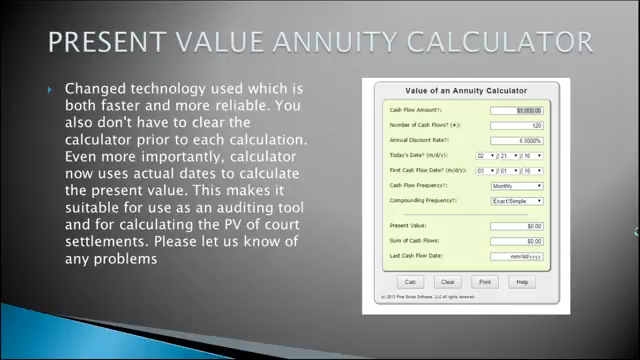 PRESENT VALUE ANNUITY CALCULATOR
Changed technology used which is
both faster and more reliable. You
also don't have to clear the
calculator prior to each calculation.
Even more importantly, calculator
now uses actual dates to calculate
the present value. This makes it
suitable for use as an auditing tool
and for calculating the PV of court
settlements. Please let us know of
any problems
Value of an Annuity Calculator
Cash Flow Amount?:
Number of Cash Flows? (#): 120
Annual Discount Rate?: 5.5000%
Today's Date? (m/d/y): 02 / 21 / 16
First Cash Flow Date? (m/d/y): 03 / 01 / 16
Cash Flow Frequency?: Monthly
Compounding Frequency?: Exact/Simple
Present Value: $0.00
Sum of Cash Flows: $0.00
Last Cash Flow Date: mm/dd/yyyy
Calc Clear Print Help